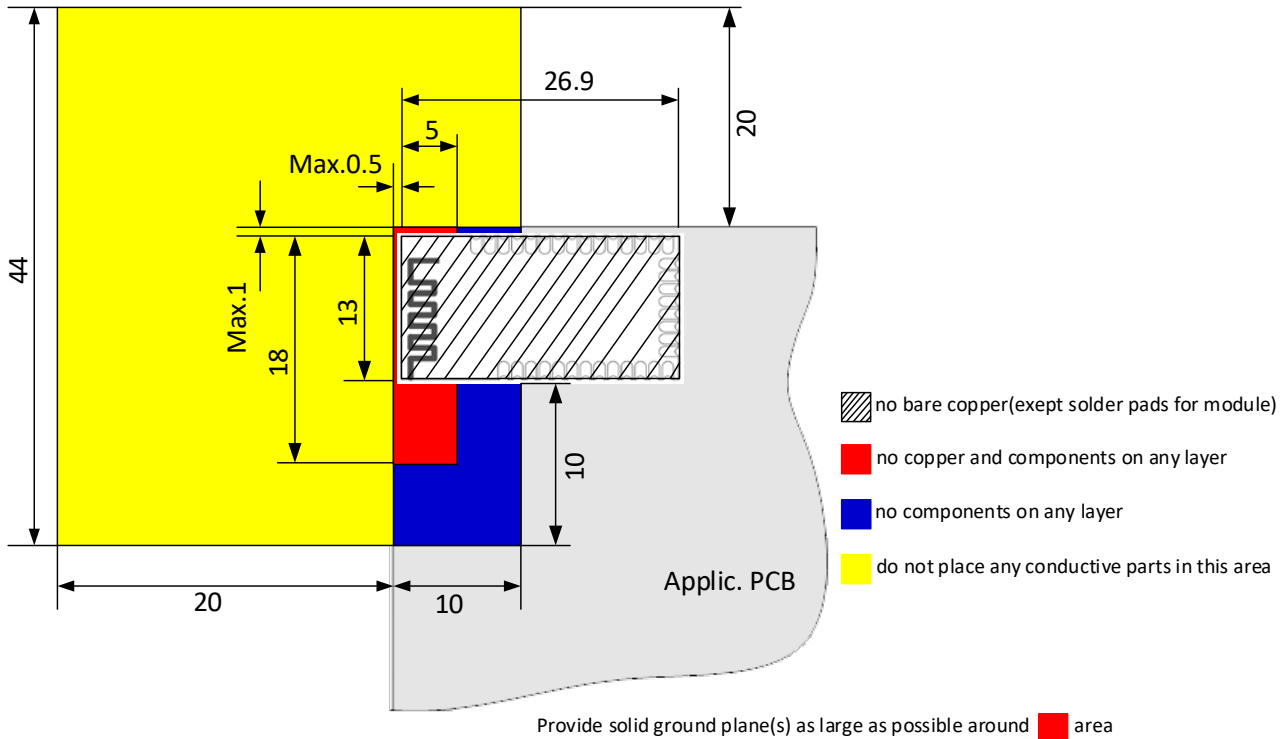 26.9
20
5
Max.0.5
44
Max.1
13
18
no bare copper(exept solder pads for module)
no copper and components on any layer
10
no components on any layer
do not place any conductive parts in this area
Applic. PCB
20
10
Provide solid ground plane(s) as large as possible around area